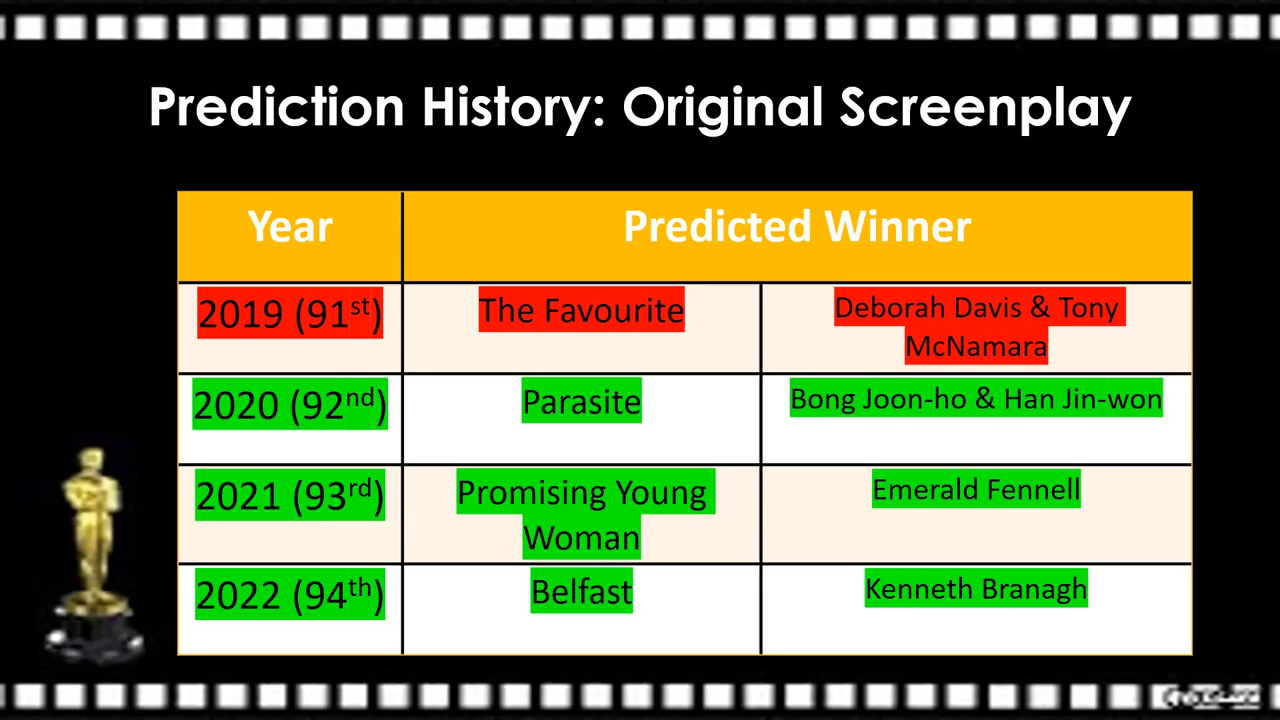 Prediction History: Original Screenplay
Year Predicted Winner
2019 (91st) The Favourite Deborah Davis & Tony
McNamara
2020 (92nd) Parasite Bong Joon-ho & Han Jin-won
2021 (93rd) Promising Young Emerald Fennell
Woman
2022 (94th) Belfast Kenneth Branagh